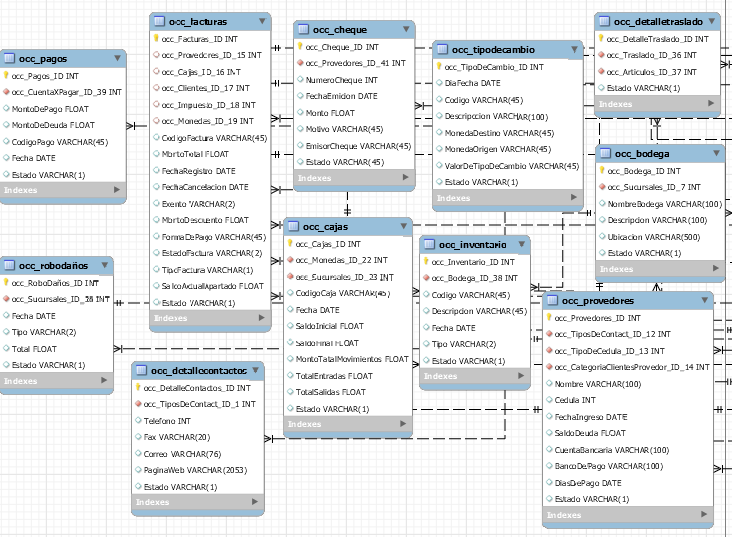 occ_pagos
occ_Pagos_ID INT
occ_CuentaXPagar_ID_39 INT
MontoDePago FLOAT
MontoDeDeuda FLOAT
CodigoPago VARCHAR(45)
Fecha DATE
Estado VARCHAR(1)
Indexes
occ_robodaños
occ_RoboDaños_ID INT
occ_Sucursales_ID_ INT
Fecha DATE
Tipo VARCHAR(2)
Total FLOAT
Estado VARCHAR(1)
Indexes
occ_facturas
occ_Facturas_ID INT
occ_Provedores_ID_15 INT
occ_Cajas_ID_16 INT
occ_Clientes_ID_17 INT
occ_Impuesto_ID_18 INT
occ_Monedas_ID_19 INT
CodigoFactura VARCHAR(45)
MontoTotal FLOAT
FechaRegistro DATE
FechaCancelacion DATE
Exento VARCHAR(2)
MontoDescuento FLOAT
FormaDePago VARCHAR(45)
EstadoFactura VARCHAR(2)
TipoFactura VARCHAR(1)
SaldoActualApartado FLOAT
Estado VARCHAR(1)
Indexes
occ_detallecontactos
occ_DetalleContactos_ID INT
occ_TiposDeContact_ID_1 INT
Telefono INT
Fax VARCHAR(20)
Correo VARCHAR(76)
PaginaWeb VARCHAR(2053)
Estado VARCHAR(1)
Indexes
occ_cheque
occ_Cheque_ID INT
occ_Proveedores_ID_41 INT
NumeroCheque INT
FechaEmidion DATE
Monto FLOAT
Motivo VARCHAR(45)
EmisorCheque VARCHAR(45)
Estado VARCHAR(1)
Indexes
occ_cajas
occ_Cajas_ID INT
occ_Monedas_ID_22 INT
occ_Sucursales_ID_23 INT
CodigoCaja VARCHAR(45)
Fecha DATE
SaldoInicial FLOAT
SaldoFinal FLOAT
MontoTatalMovimientos FLOAT
TotalEntradas FLOAT
TotalSalidas FLOAT
Estado VARCHAR(1)
Indexes
occ_tipodecambio
occ_TipoDeCambio_ID INT
DiaFecha DATE
Codigo VARCHAR(45)
Descripccion VARCHAR(100)
MonedaDestino VARCHAR(45)
MonedaOrigen VARCHAR(45)
ValorDeTipoDeCambio VARCHAR(45)
Estado VARCHAR(1)
Indexes
occ_inventario
occ_Inventario_ID INT
occ_Bodega_ID_38 INT
Codigo VARCHAR(45)
Descripcion VARCHAR(45)
Fecha DATE
Tipo VARCHAR(2)
Estado VARCHAR(1)
Indexes
occ_detalletraslado
occ_DetalleTraslado_ID INT
occ_Traslado_ID_36 INT
occ_Articulos_ID_37 INT
Estado VARCHAR(1)
Indexes
occ_bodega
occ_Bodega_ID INT
occ_Sucursales_ID_7 INT
NombreBodega VARCHAR(100)
Descripcion VARCHAR(100)
Ubicacion VARCHAR(500)
Estado VARCHAR(1)
Indexes
occ_provedores
occ_Provedores_ID INT
occ_TiposDeContact_ID_12 INT
occ_TipoDeCedula_ID_13 INT
occ_CategoriaClientesProvedor_ID_14 INT
Nombre VARCHAR(100)
Cedula INT
FechaIngreso DATE
SaldoDeuda FLOAT
CuentaBancaria VARCHAR(100)
BancoDePago VARCHAR(100)
DiasDePago DATE
Estado VARCHAR(1)
Indexes